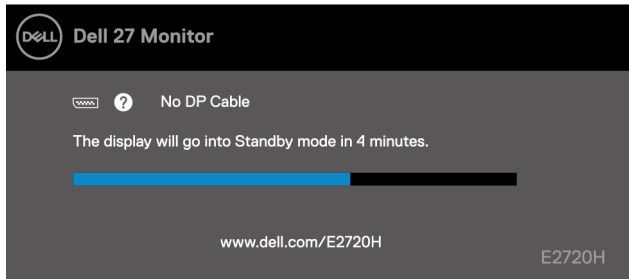 DELL Dell 27 Monitor
? No DP Cable
The display will go into Standby mode in 4 minutes.
www.dell.com/E2720H
E2720H